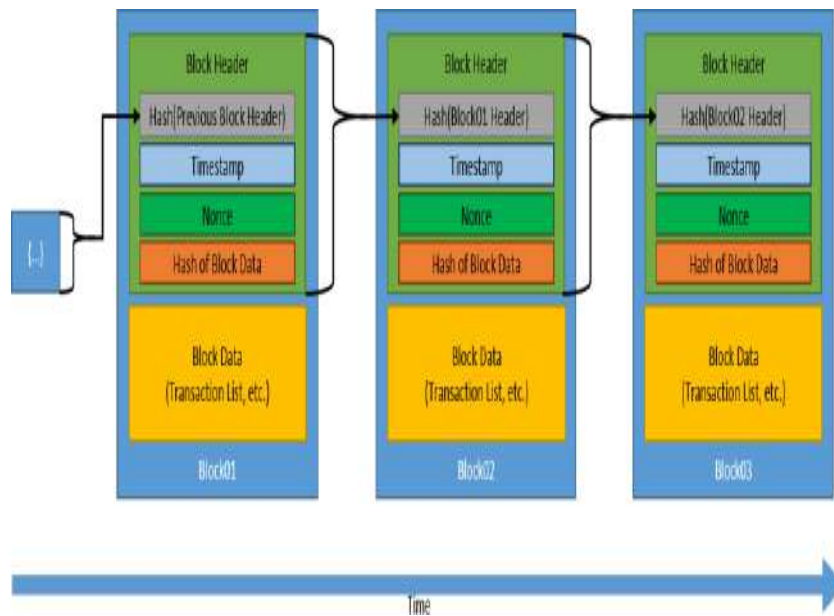 (...)
Block Header
Hash(Previous Block Header)
Timestamp
Nonce
Hash of Block Data
Block Data
(Transaction List, etc.)
Block01
Block Header
Hash(Block01 Header)
Timestamp
Nonce
Hash of Block Data
Block Data
(Transaction List, etc.)
Block02
Block Header
Hash(Block02 Header)
Timestamp
Nonce
Hash of Block Data
Block Data
(Transaction List, etc.)
Block03
Time